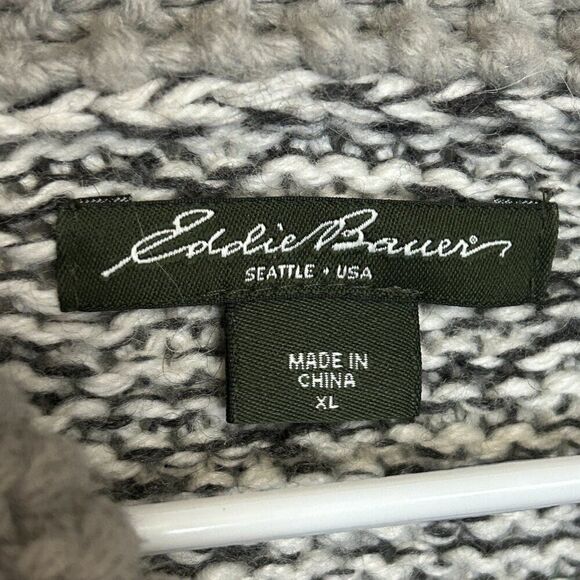 Eddie Bauer®
SEATTLE • USA
MADE IN
CHINA
XL